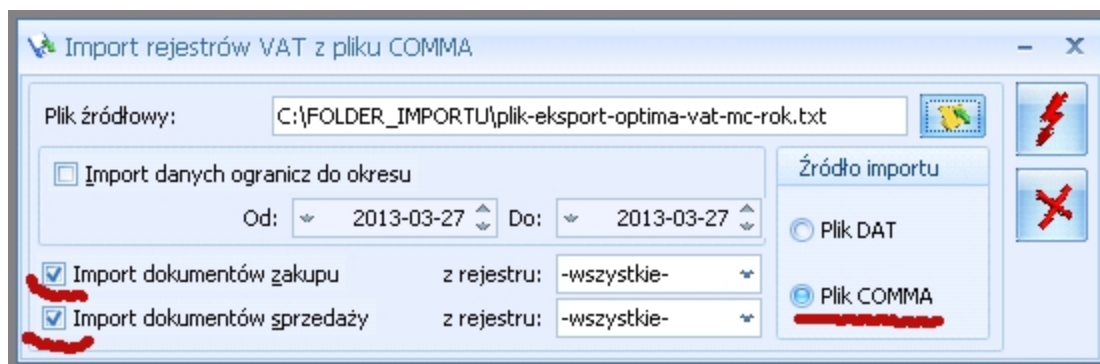 Import rejestrów VAT z pliku COMMA
Plik źródłowy: C:\FOLDER_IMPORTU\plik-eksport-optima-vat-mc-rok.txt
Import danych ogranicz do okresu
Od: 2013-03-27 Do: 2013-03-27
Źródło importu
Plik DAT
Plik COMMA
Import dokumentów zakupu z rejestru: -wszystkie-
Import dokumentów sprzedaży z rejestru: -wszystkie-